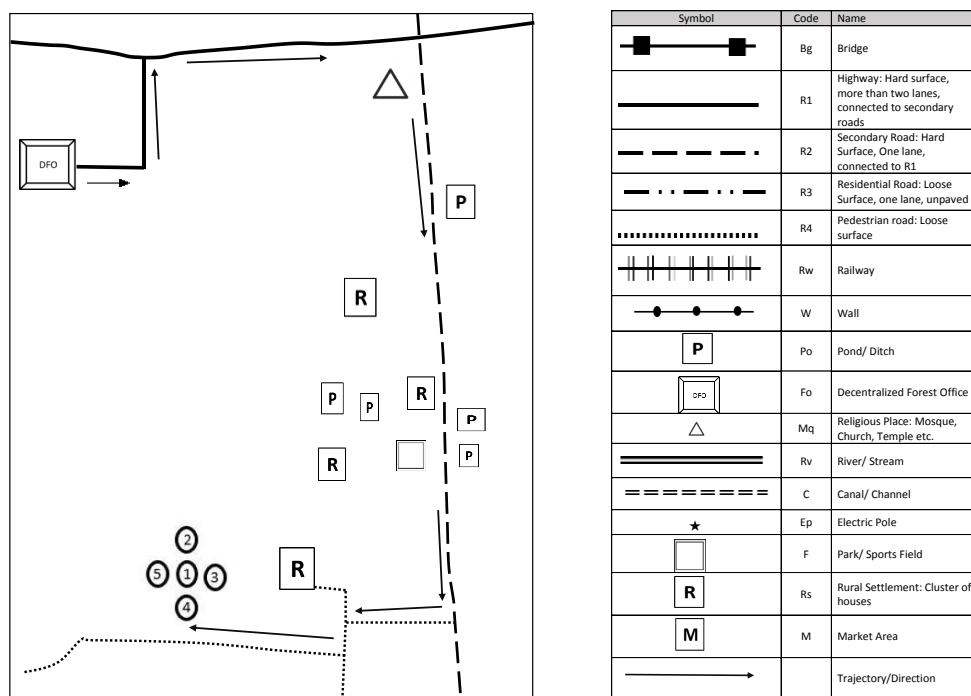 DFO
P
R
P
P
R
P
R
P
2
5
1
3
4
R
Symbol Code Name
Bg Bridge
R1 Highway: Hard surface,
more than two lanes,
connected to secondary
roads
R2 Secondary Road: Hard
Surface, One lane,
connected to R1
R3 Residential Road: Loose
Surface, one lane, unpaved
R4 Pedestrian road: Loose
surface
Rw Railway
W Wall
P Po Pond/ Ditch
DFO Fo Decentralized Forest Office
Mq Religious Place: Mosque,
Church, Temple etc.
Rv River/ Stream
C Canal/ Channel
Ep Electric Pole
F Park/ Sports Field
R Rs Rural Settlement: Cluster of
houses
M M Market Area
Trajectory/Direction